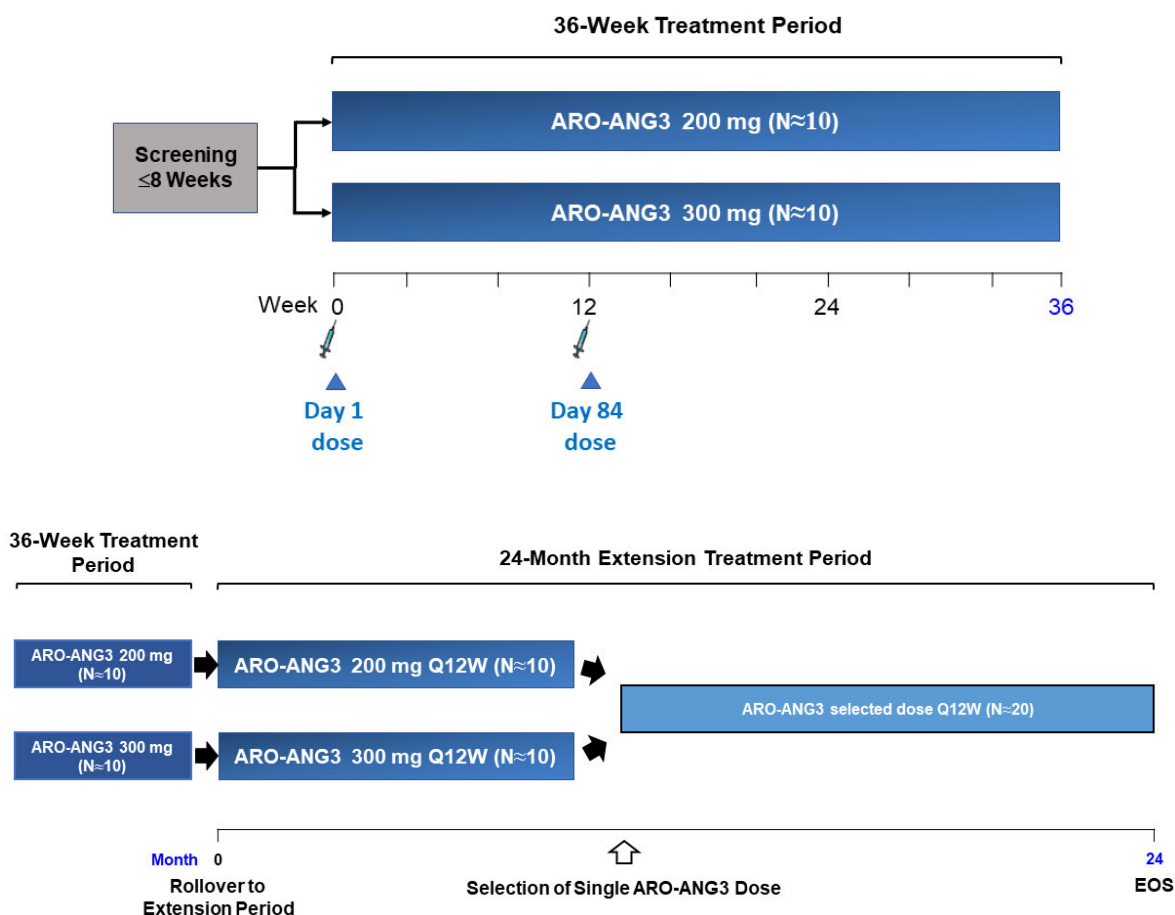 36-Week Treatment Period
ARO-ANG3 200 mg (N≈10)
Screening
≤8 Weeks
ARO-ANG3 300 mg (N≈10)
Week 0 12 24 36
Day 1
dose
Day 84
dose
36-Week Treatment
Period
24-Month Extension Treatment Period
ARO-ANG3 200 mg
(N≈10)
ARO-ANG3 200 mg Q12W (N≈10)
ARO-ANG3 selected dose Q12W (N≈20)
ARO-ANG3 300 mg
(N≈10)
ARO-ANG3 300 mg Q12W (N≈10)
Month 0 24
Rollover to
Extension Period
Selection of Single ARO-ANG3 Dose
EOS